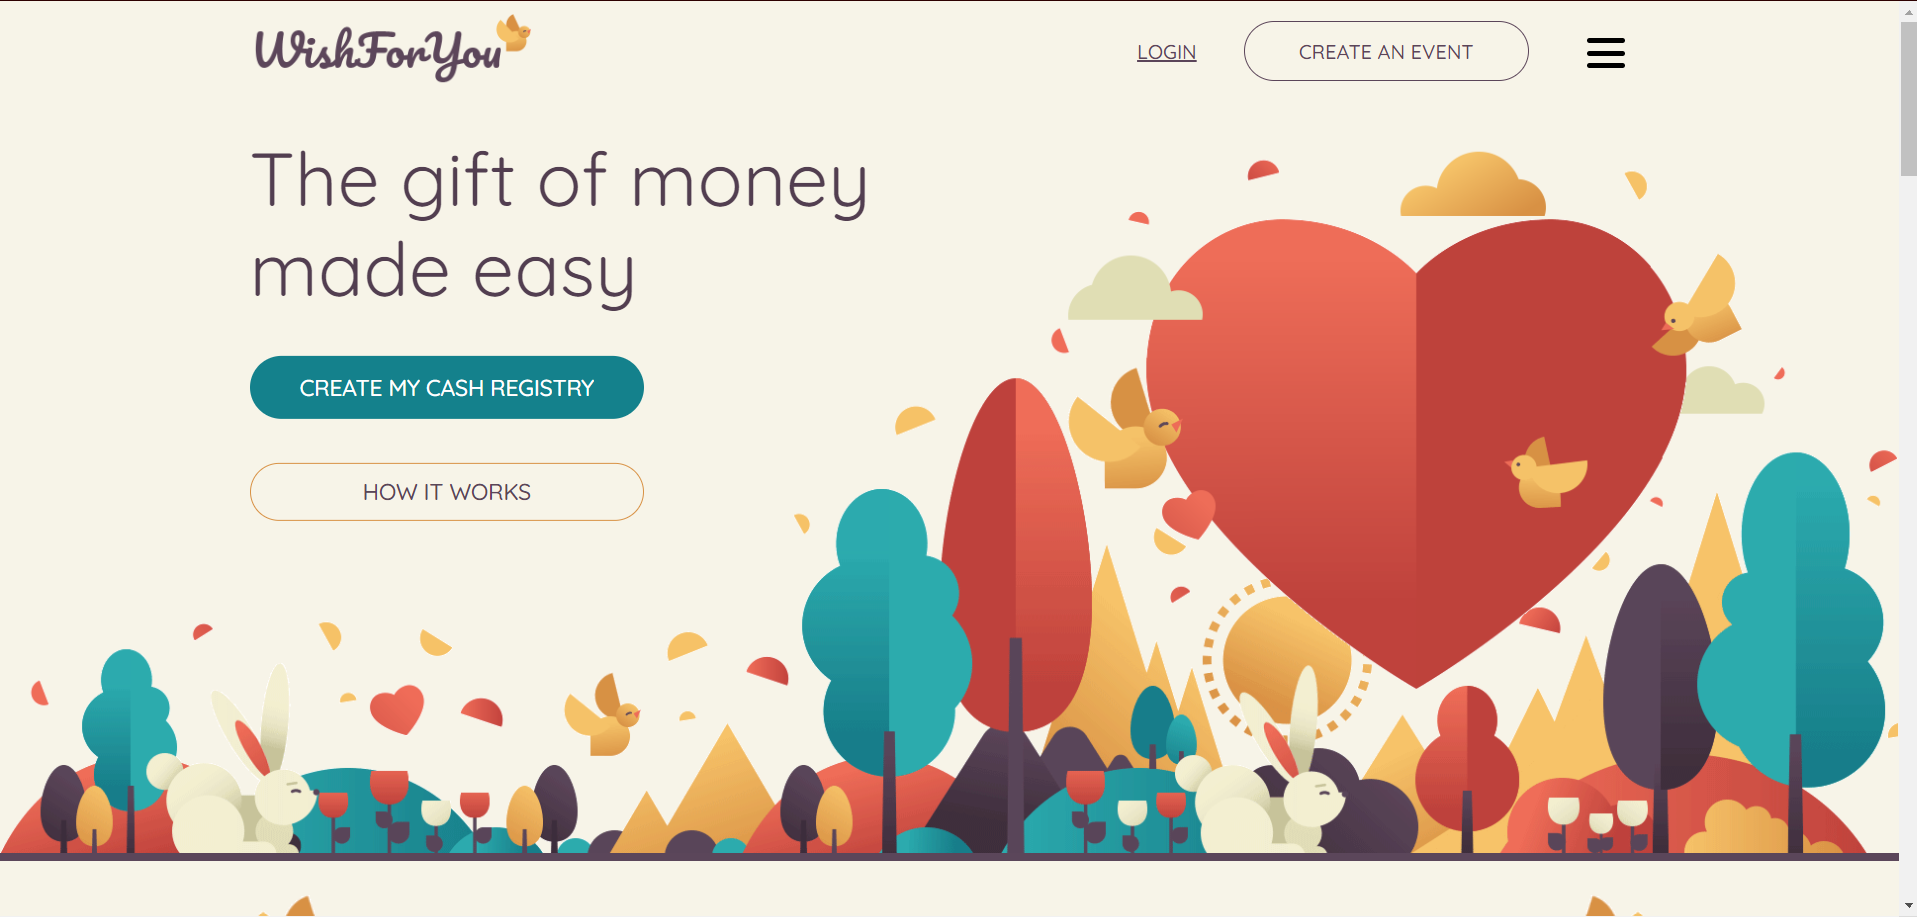 WishForYou
LOGIN
CREATE AN EVENT
The gift of money
made easy
CREATE MY CASH REGISTRY
HOW IT WORKS